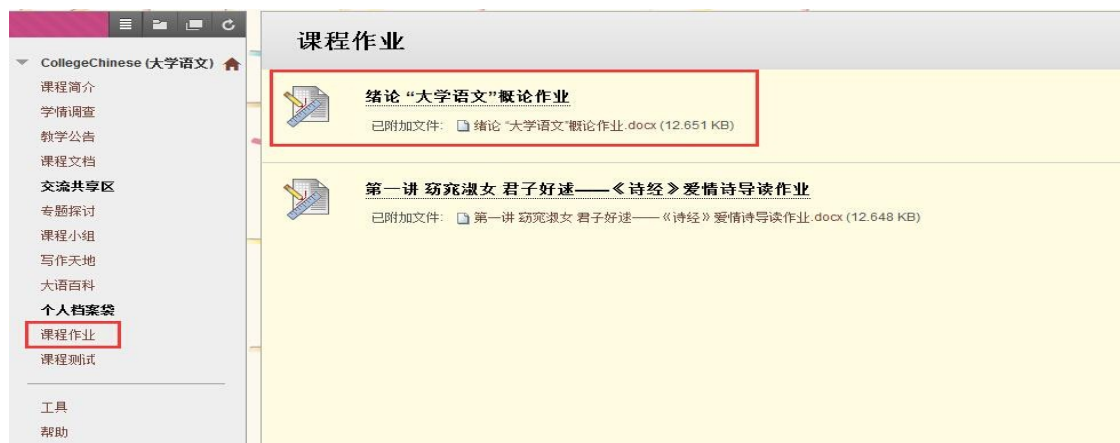 CollegeChinese (大学语文)
课程简介
学情调查
教学公告
课程文档
交流共享区
专题探讨
课程小组
写作天地
大语百科
个人档案袋
课程作业
课程测试
工具
帮助
课程作业
绪论 “大学语文”概论作业
已附加文件: 绪论 “大学语文”概论作业.docx (12.651 KB)
第一讲 窈窕淑女 君子好逑——《诗经》爱情诗导读作业
已附加文件: 第一讲 窈窕淑女 君子好逑——《诗经》爱情诗导读作业.docx (12.648 KB)